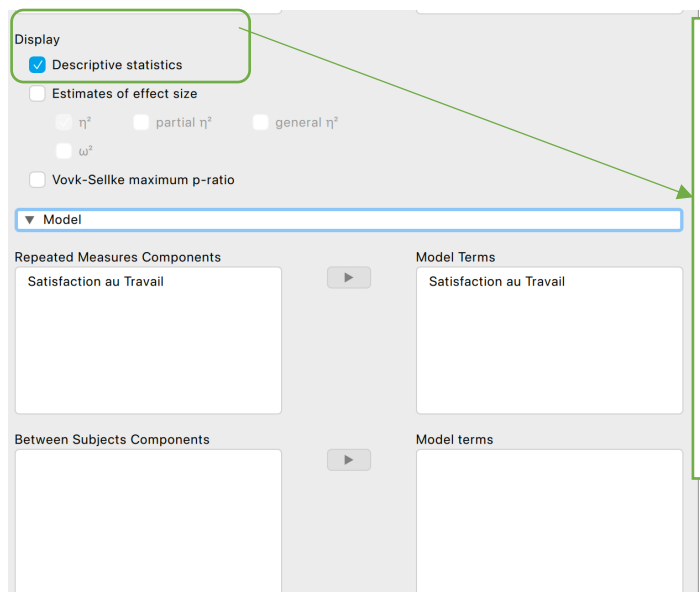 Display
Descriptive statistics
Estimates of effect size
η² partial η² general η²
ω²
Vovk-Sellke maximum p-ratio
Model
Repeated Measures Components Model Terms
Satisfaction au Travail Satisfaction au Travail
Between Subjects Components Model terms